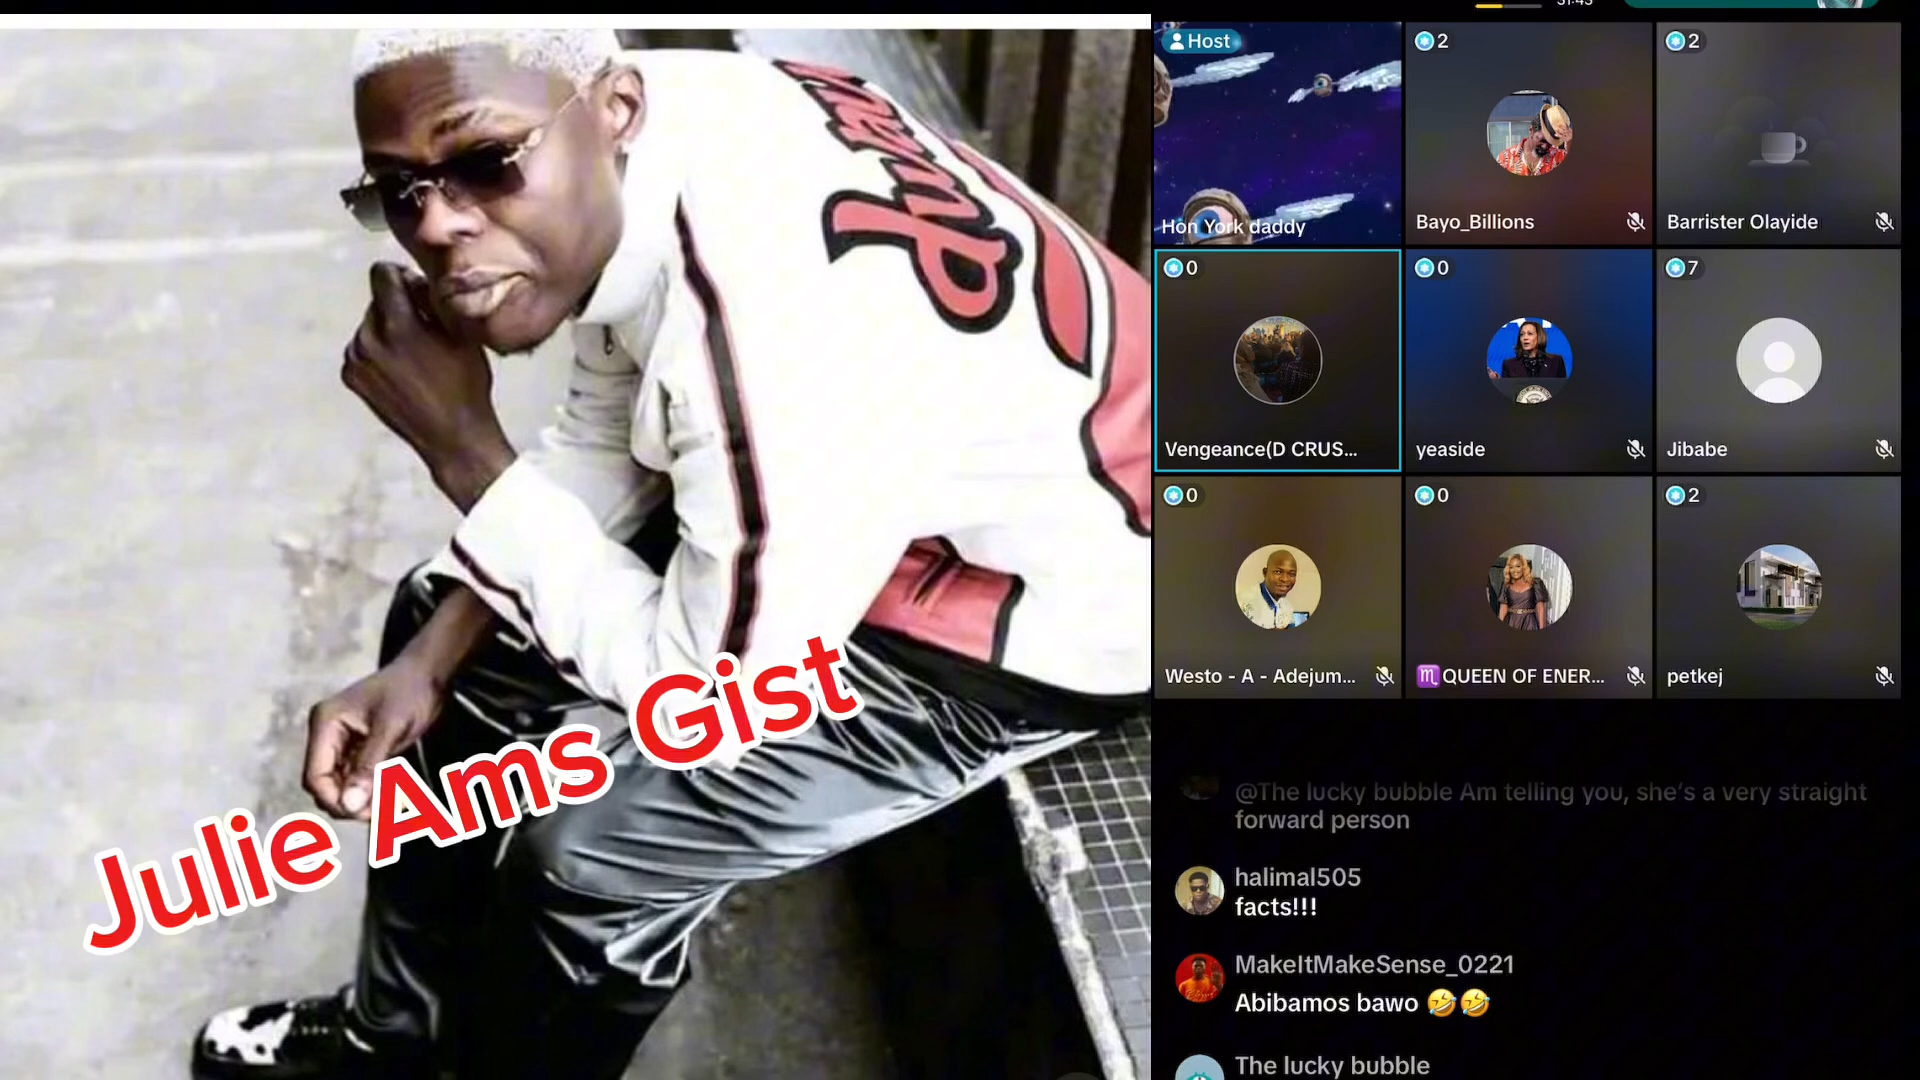 Julie Ams Gist
Host
Hon York daddy
2
Bayo_Billions
2
Barrister Olayide
0
Vengeance(D CRUS...
0
yeaside
7
Jibabe
0
Westo - A - Adejum...
0
♏QUEEN OF ENER...
2
petkej
@The lucky bubble Am telling you, she's a very straight
forward person
halimal505
facts!!!
MakeItMakeSense_0221
Abibamos bawo 🤣🤣
The lucky bubble